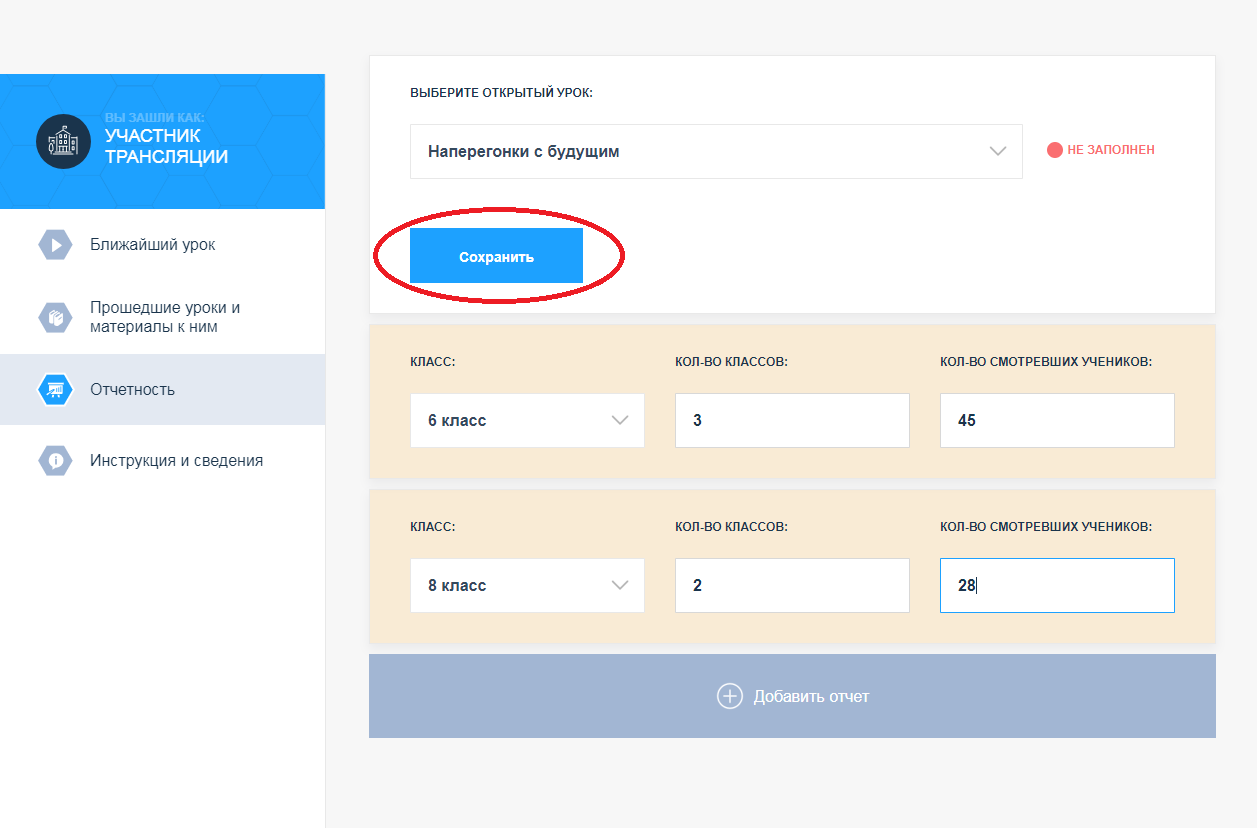 ВЫ ЗАШЛИ КАК:
УЧАСТНИК
ТРАНСЛЯЦИИ
Ближайший урок
Прошедшие уроки и
материалы к ним
Отчетность
Инструкция и сведения
ВЫБЕРИТЕ ОТКРЫТЫЙ УРОК:
Наперегонки с будущим
НЕ ЗАПОЛНЕН
Сохранить
КЛАСС: КОЛ-ВО КЛАССОВ: КОЛ-ВО СМОТРЕВШИХ УЧЕНИКОВ:
6 класс 3 45
КЛАСС: КОЛ-ВО КЛАССОВ: КОЛ-ВО СМОТРЕВШИХ УЧЕНИКОВ:
8 класс 2 28
Добавить отчет